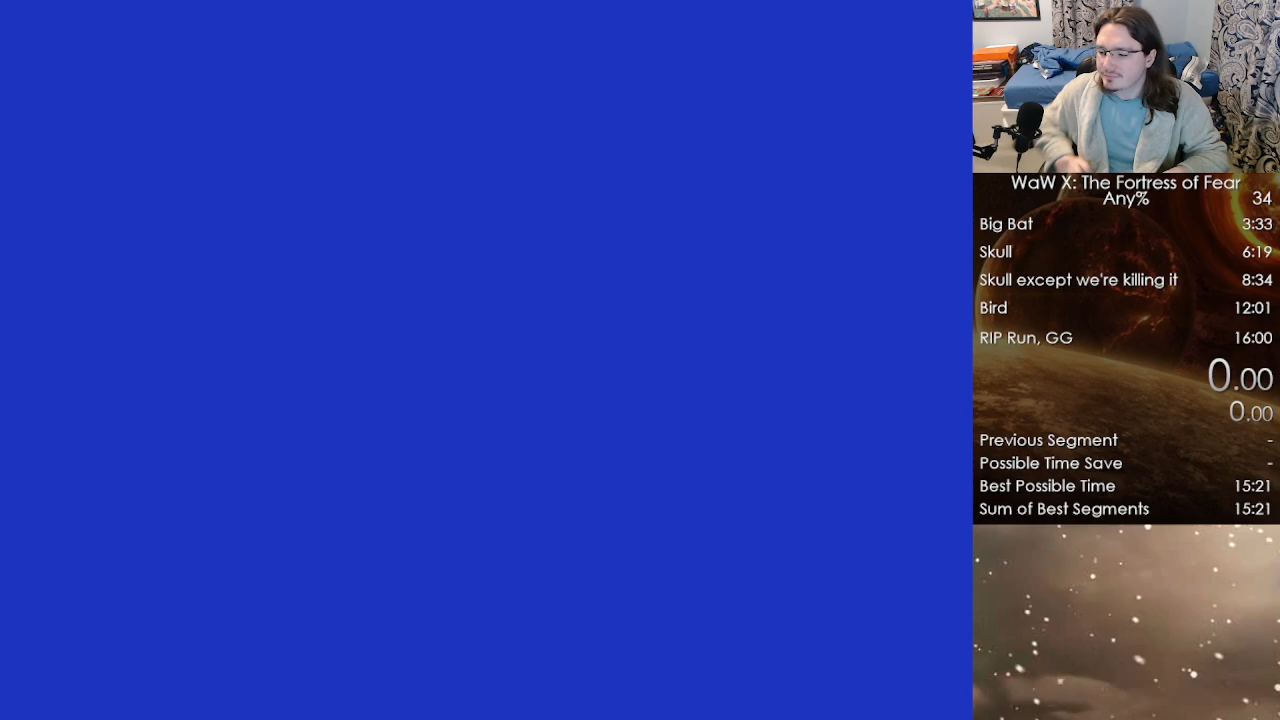 WaW X: The Fortress of Fear
Any% 34
Big Bat 3:33
Skull 6:19
Skull except we're killing it 8:34
Bird 12:01
RIP Run, GG 16:00
0.00
0.00
Previous Segment -
Possible Time Save -
Best Possible Time 15:21
Sum of Best Segments 15:21